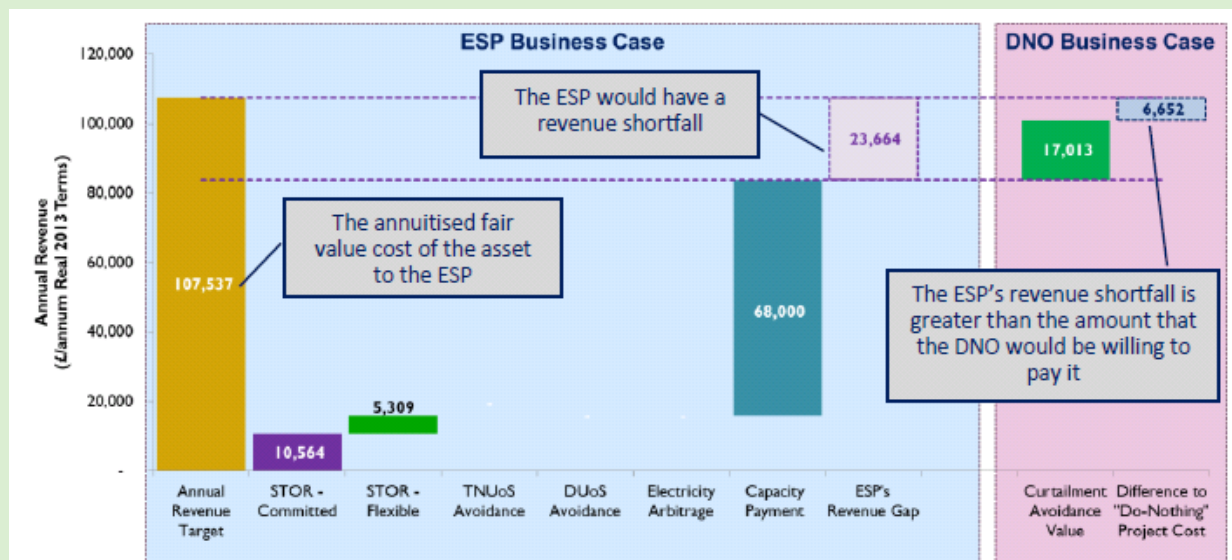 ESP Business Case
DNO Business Case
Annual Revenue
(£/annum Real 2013 Terms)
120,000
100,000
80,000
60,000
40,000
20,000
-
The ESP would have a
revenue shortfall
The annuitised fair
value cost of the asset
to the ESP
The ESP's revenue shortfall is
greater than the amount that
the DNO would be willing to
pay it
107,537
10,564
5,309
68,000
23,664
17,013
6,652
Annual
Revenue
Target
STOR -
Committed
STOR -
Flexible
TNUoS
Avoidance
DUoS
Avoidance
Electricity
Arbitrage
Capacity
Payment
ESP's
Revenue Gap
Curtailment
Avoidance
Value
Difference to
"Do-Nothing"
Project Cost